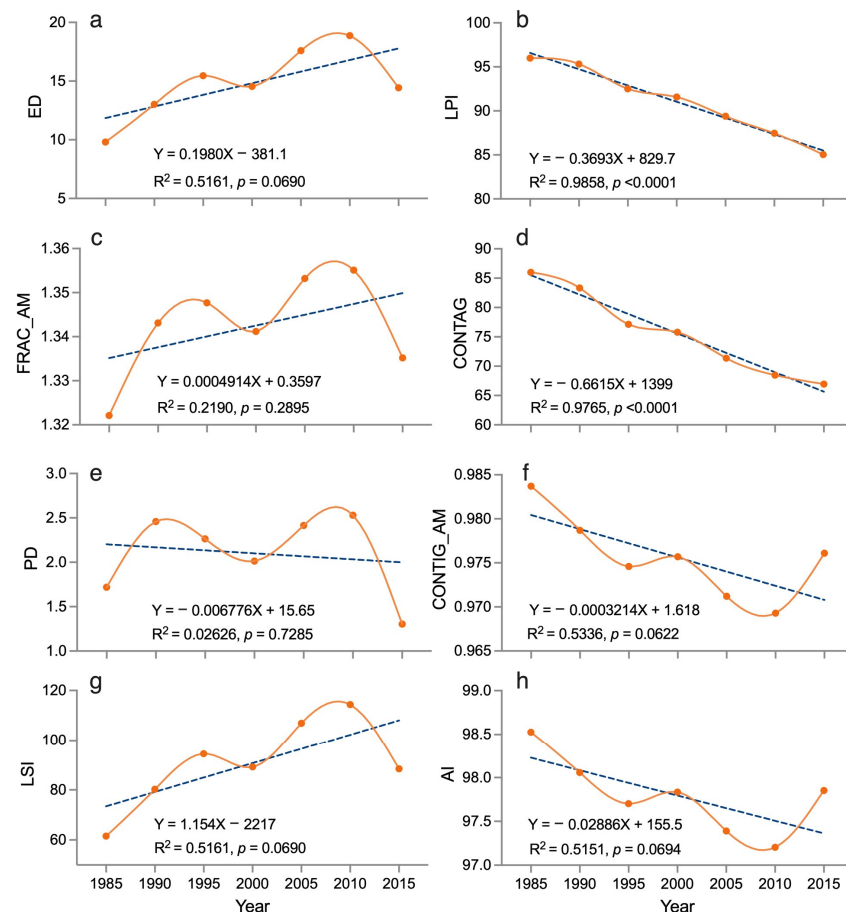 a
20
15
10
5
ED
Y = 0.1980X − 381.1
R² = 0.5161, p = 0.0690
b
100
95
90
85
80
LPI
Y = − 0.3693X + 829.7
R² = 0.9858, p <0.0001
c
1.36
1.35
1.34
1.33
1.32
FRAC_AM
Y = 0.0004914X + 0.3597
R² = 0.2190, p = 0.2895
d
90
85
80
75
70
65
60
CONTAG
Y = − 0.6615X + 1399
R² = 0.9765, p <0.0001
e
3.0
2.5
2.0
1.5
1.0
PD
Y = − 0.006776X + 15.65
R² = 0.02626, p = 0.7285
f
0.985
0.980
0.975
0.970
0.965
CONTIG_AM
Y = − 0.0003214X + 1.618
R² = 0.5336, p = 0.0622
g
120
100
80
60
LSI
Y = 1.154X − 2217
R² = 0.5161, p = 0.0690
1985 1990 1995 2000 2005 2010 2015
Year
h
99.0
98.5
98.0
97.5
97.0
AI
Y = − 0.02886X + 155.5
R² = 0.5151, p = 0.0694
1985 1990 1995 2000 2005 2010 2015
Year